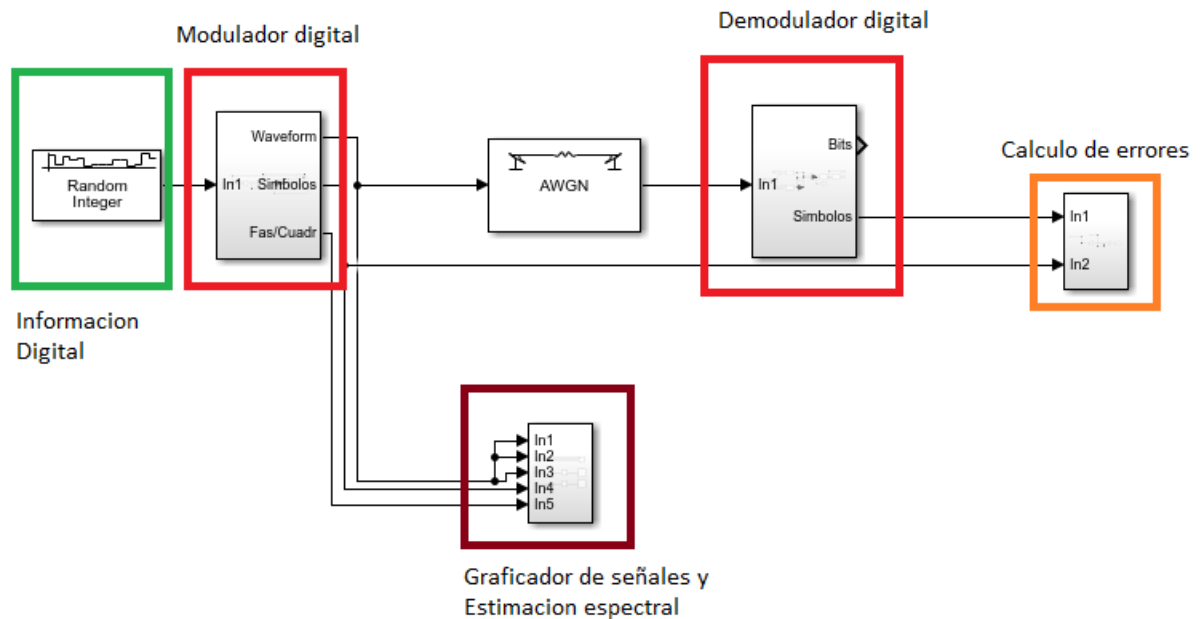 Modulador digital
Demodulador digital
Waveform
Bits
Calculo de errores
Random
Integer
In1
Simbolos
AWGN
In1
Simbolos
In1
Fas/Cuadr
In2
Informacion
Digital
In1
In2
In3
In4
In5
Graficador de señales y
Estimacion espectral